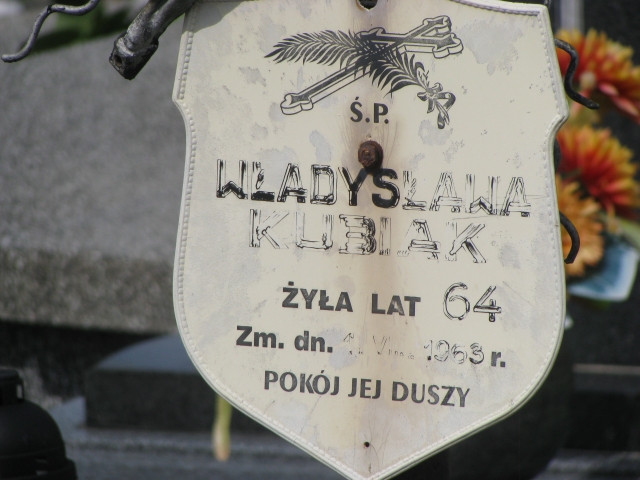 Ś.P.
WŁADYSŁAWA
KUBIAK
ŻYŁA LAT 64
Zm. dn. 1963 r.
POKÓJ JEJ DUSZY